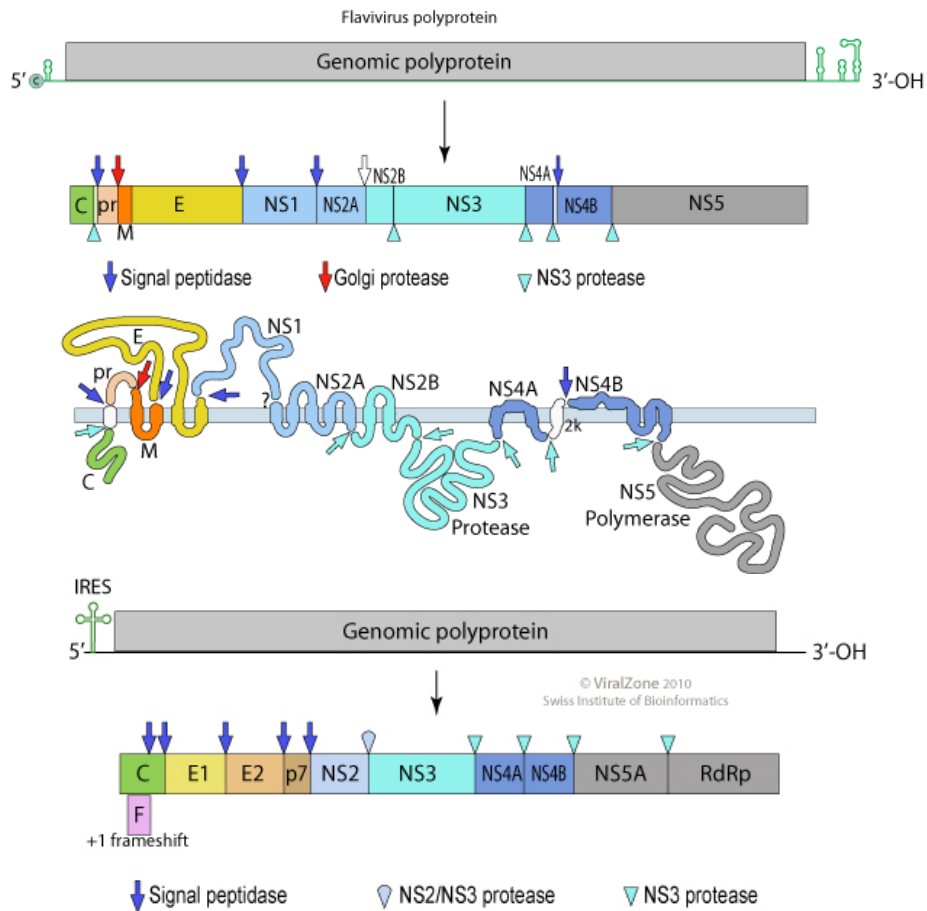 Flavivirus polyprotein
5′ C Genomic polyprotein 3′-OH
NS2B NS4A
C pr E NS1 NS2A NS3 NS4B NS5
M
Signal peptidase Golgi protease NS3 protease
E NS1
pr NS2A NS2B NS4A NS4B
?
2k
M
C NS3 NS5
Protease Polymerase
IRES
Genomic polyprotein
5′ 3′-OH
© ViralZone 2010
Swiss Institute of Bioinformatics
C E1 E2 p7 NS2 NS3 NS4A NS4B NS5A RdRp
F
+1 frameshift
Signal peptidase NS2/NS3 protease NS3 protease